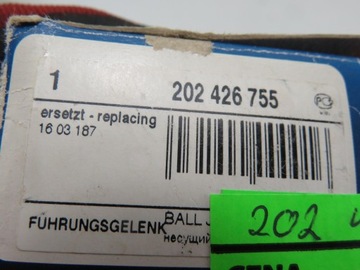 1 202 426 755
ersetzt - replacing
16 03 187
FÜHRUNGSGELENK BALL
несущий
202